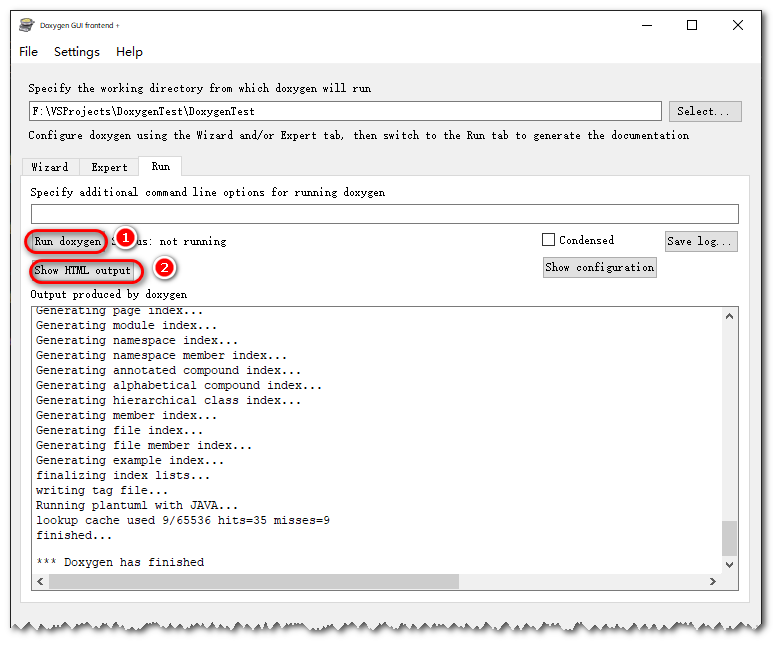 Doxygen GUI frontend +
File Settings Help
Specify the working directory from which doxygen will run
F:\VSProjects\DoxygenTest\DoxygenTest
Select...
Configure doxygen using the Wizard and/or Expert tab, then switch to the Run tab to generate the documentation
Wizard Expert Run
Specify additional command line options for running doxygen
Run doxygen 1 not running
Condensed
Save log...
Show HTML output 2
Show configuration
Output produced by doxygen
Generating page index...
Generating module index...
Generating namespace index...
Generating namespace member index...
Generating annotated compound index...
Generating alphabetical compound index...
Generating hierarchical class index...
Generating member index...
Generating file index...
Generating file member index...
Generating example index...
finalizing index lists...
writing tag file...
Running plantuml with JAVA...
lookup cache used 9/65536 hits=35 misses=9
finished...
*** Doxygen has finished